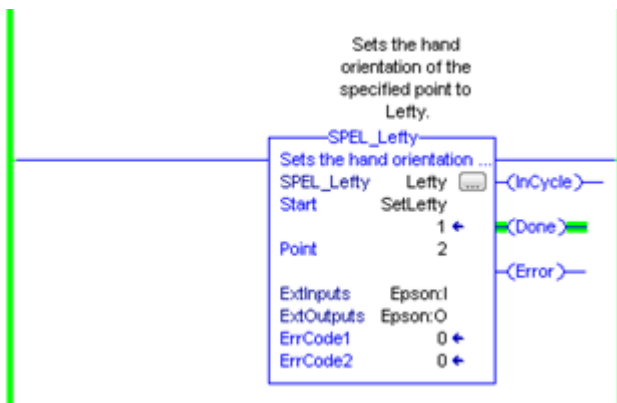 Sets the hand
orientation of the
specified point to
Lefty.
SPEL_Lefty
Sets the hand orientation ...
SPEL_Lefty Lefty ... (InCycle)
Start SetLefty
1 (Done)
Point 2
(Error)
ExtInputs Epson:I
ExtOutputs Epson:O
ErrCode1 0
ErrCode2 0